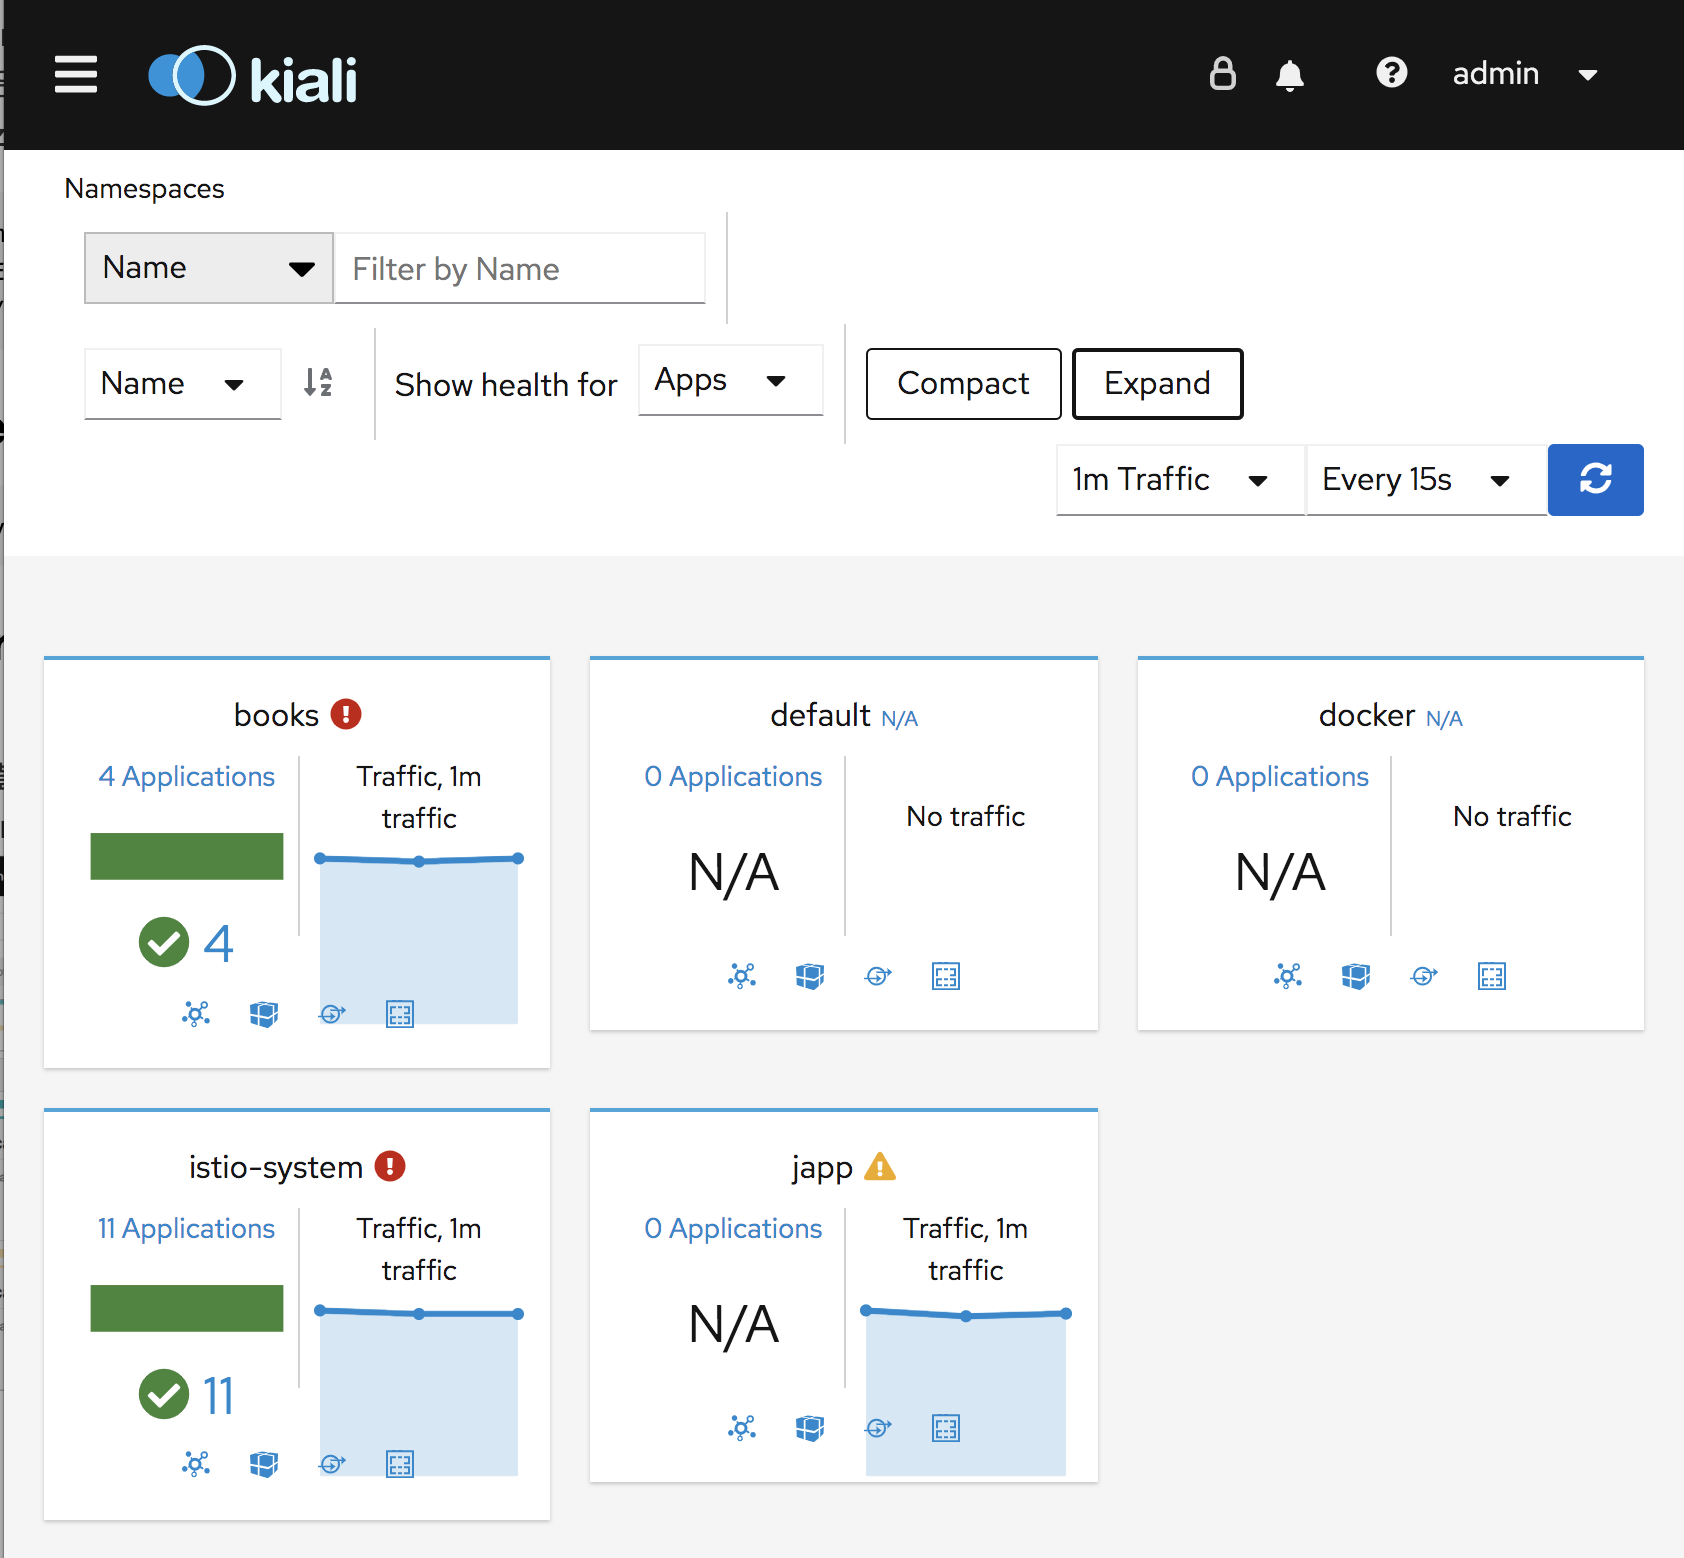 kiali
admin
Namespaces
Name
Filter by Name
Name
Show health for
Apps
Compact
Expand
1m Traffic
Every 15s
books
4 Applications
Traffic, 1m
traffic
4
default N/A
0 Applications
N/A
No traffic
docker N/A
0 Applications
N/A
No traffic
istio-system
11 Applications
Traffic, 1m
traffic
11
japp
0 Applications
N/A
Traffic, 1m
traffic